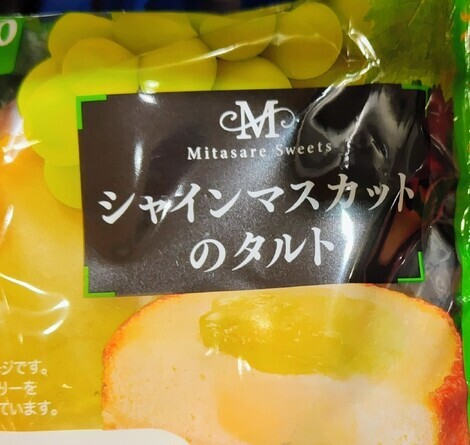 M
Mitasare Sweets
シャインマスカット
のタルト
ージです。
リーを
ています。